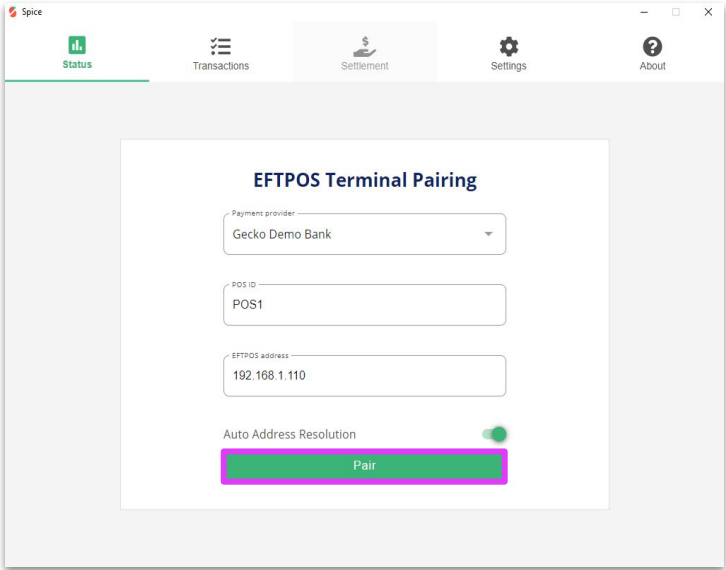 Spice
Status
Transactions
Settlement
Settings
About
EFTPOS Terminal Pairing
Payment provider
Gecko Demo Bank
POS ID
POS1
EFTPOS address
192.168.1.110
Auto Address Resolution
Pair